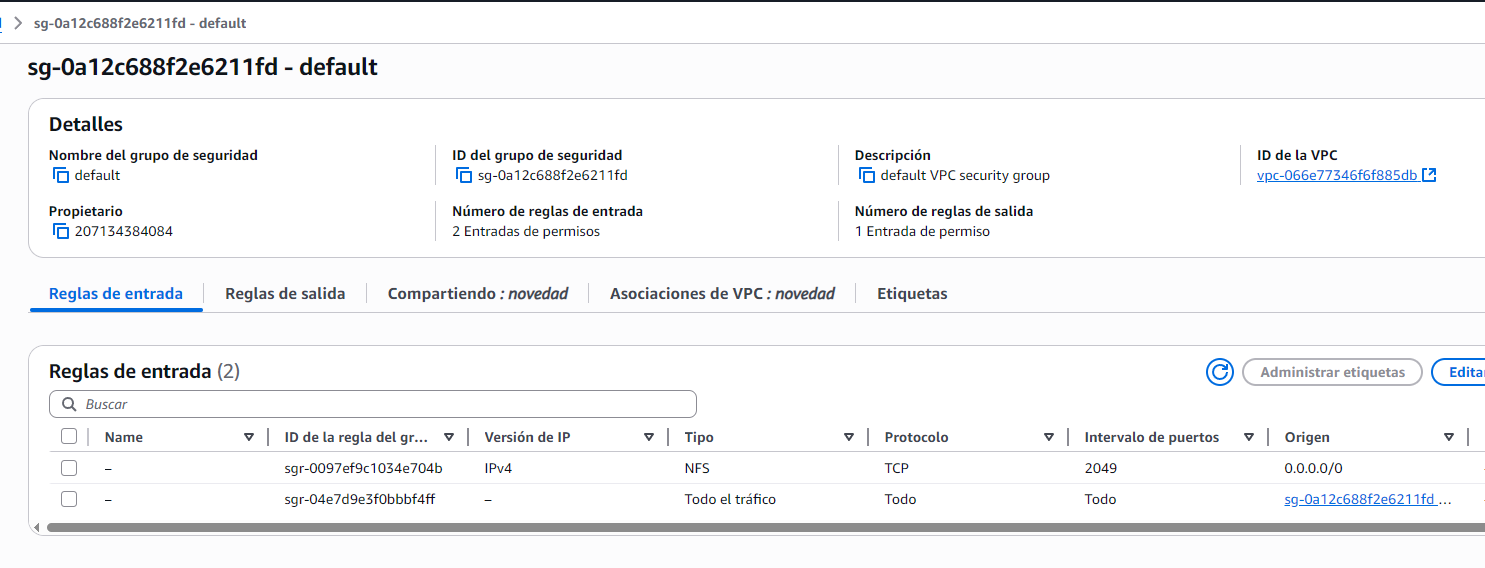 sg-0a12c688f2e6211fd - default
sg-0a12c688f2e6211fd - default
Detalles
Nombre del grupo de seguridad
default
ID del grupo de seguridad
sg-0a12c688f2e6211fd
Descripción
default VPC security group
ID de la VPC
vpc-066e77346f6f885db
Propietario
207134384084
Número de reglas de entrada
2 Entradas de permisos
Número de reglas de salida
1 Entrada de permiso
Reglas de entrada | Reglas de salida | Compartiendo : novedad | Asociaciones de VPC : novedad | Etiquetas
Reglas de entrada (2)
Administrar etiquetas
Buscar
Name ID de la regla del gr... Versión de IP Tipo Protocolo Intervalo de puertos Origen
– sgr-0097ef9c1034e704b IPv4 NFS TCP 2049 0.0.0.0/0
– sgr-04e7d9e3f0bbbf4ff – Todo el tráfico Todo Todo sg-0a12c688f2e6211fd ...